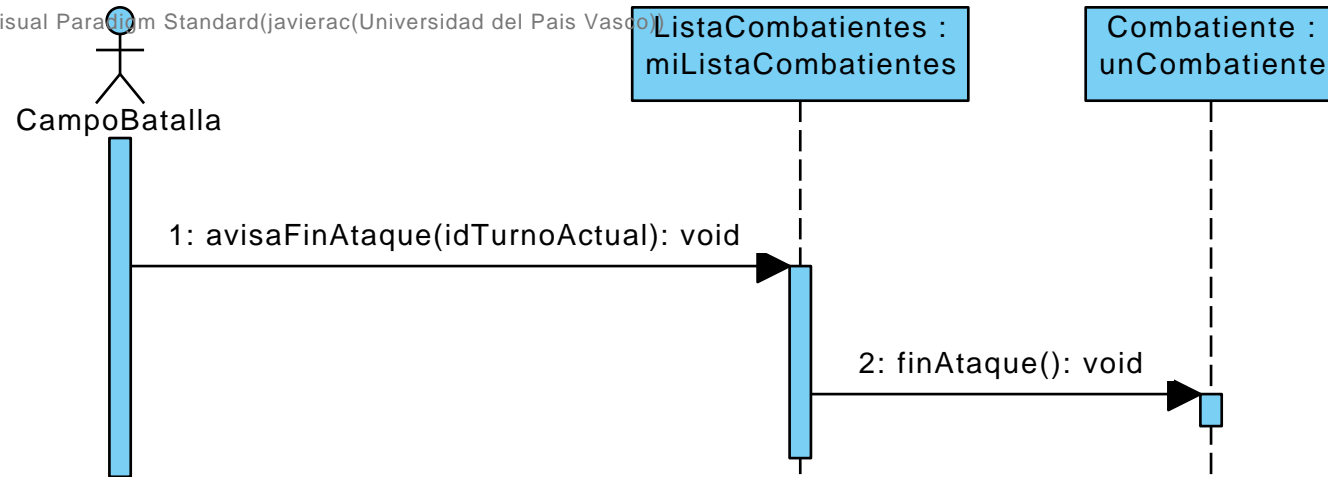 isual Paradigm Standard(javierac(Universidad del Pais Vasco))
ListaCombatientes :
miListaCombatientes
Combatiente :
unCombatiente
CampoBatalla
1: avisaFinAtaque(idTurnoActual): void
2: finAtaque(): void